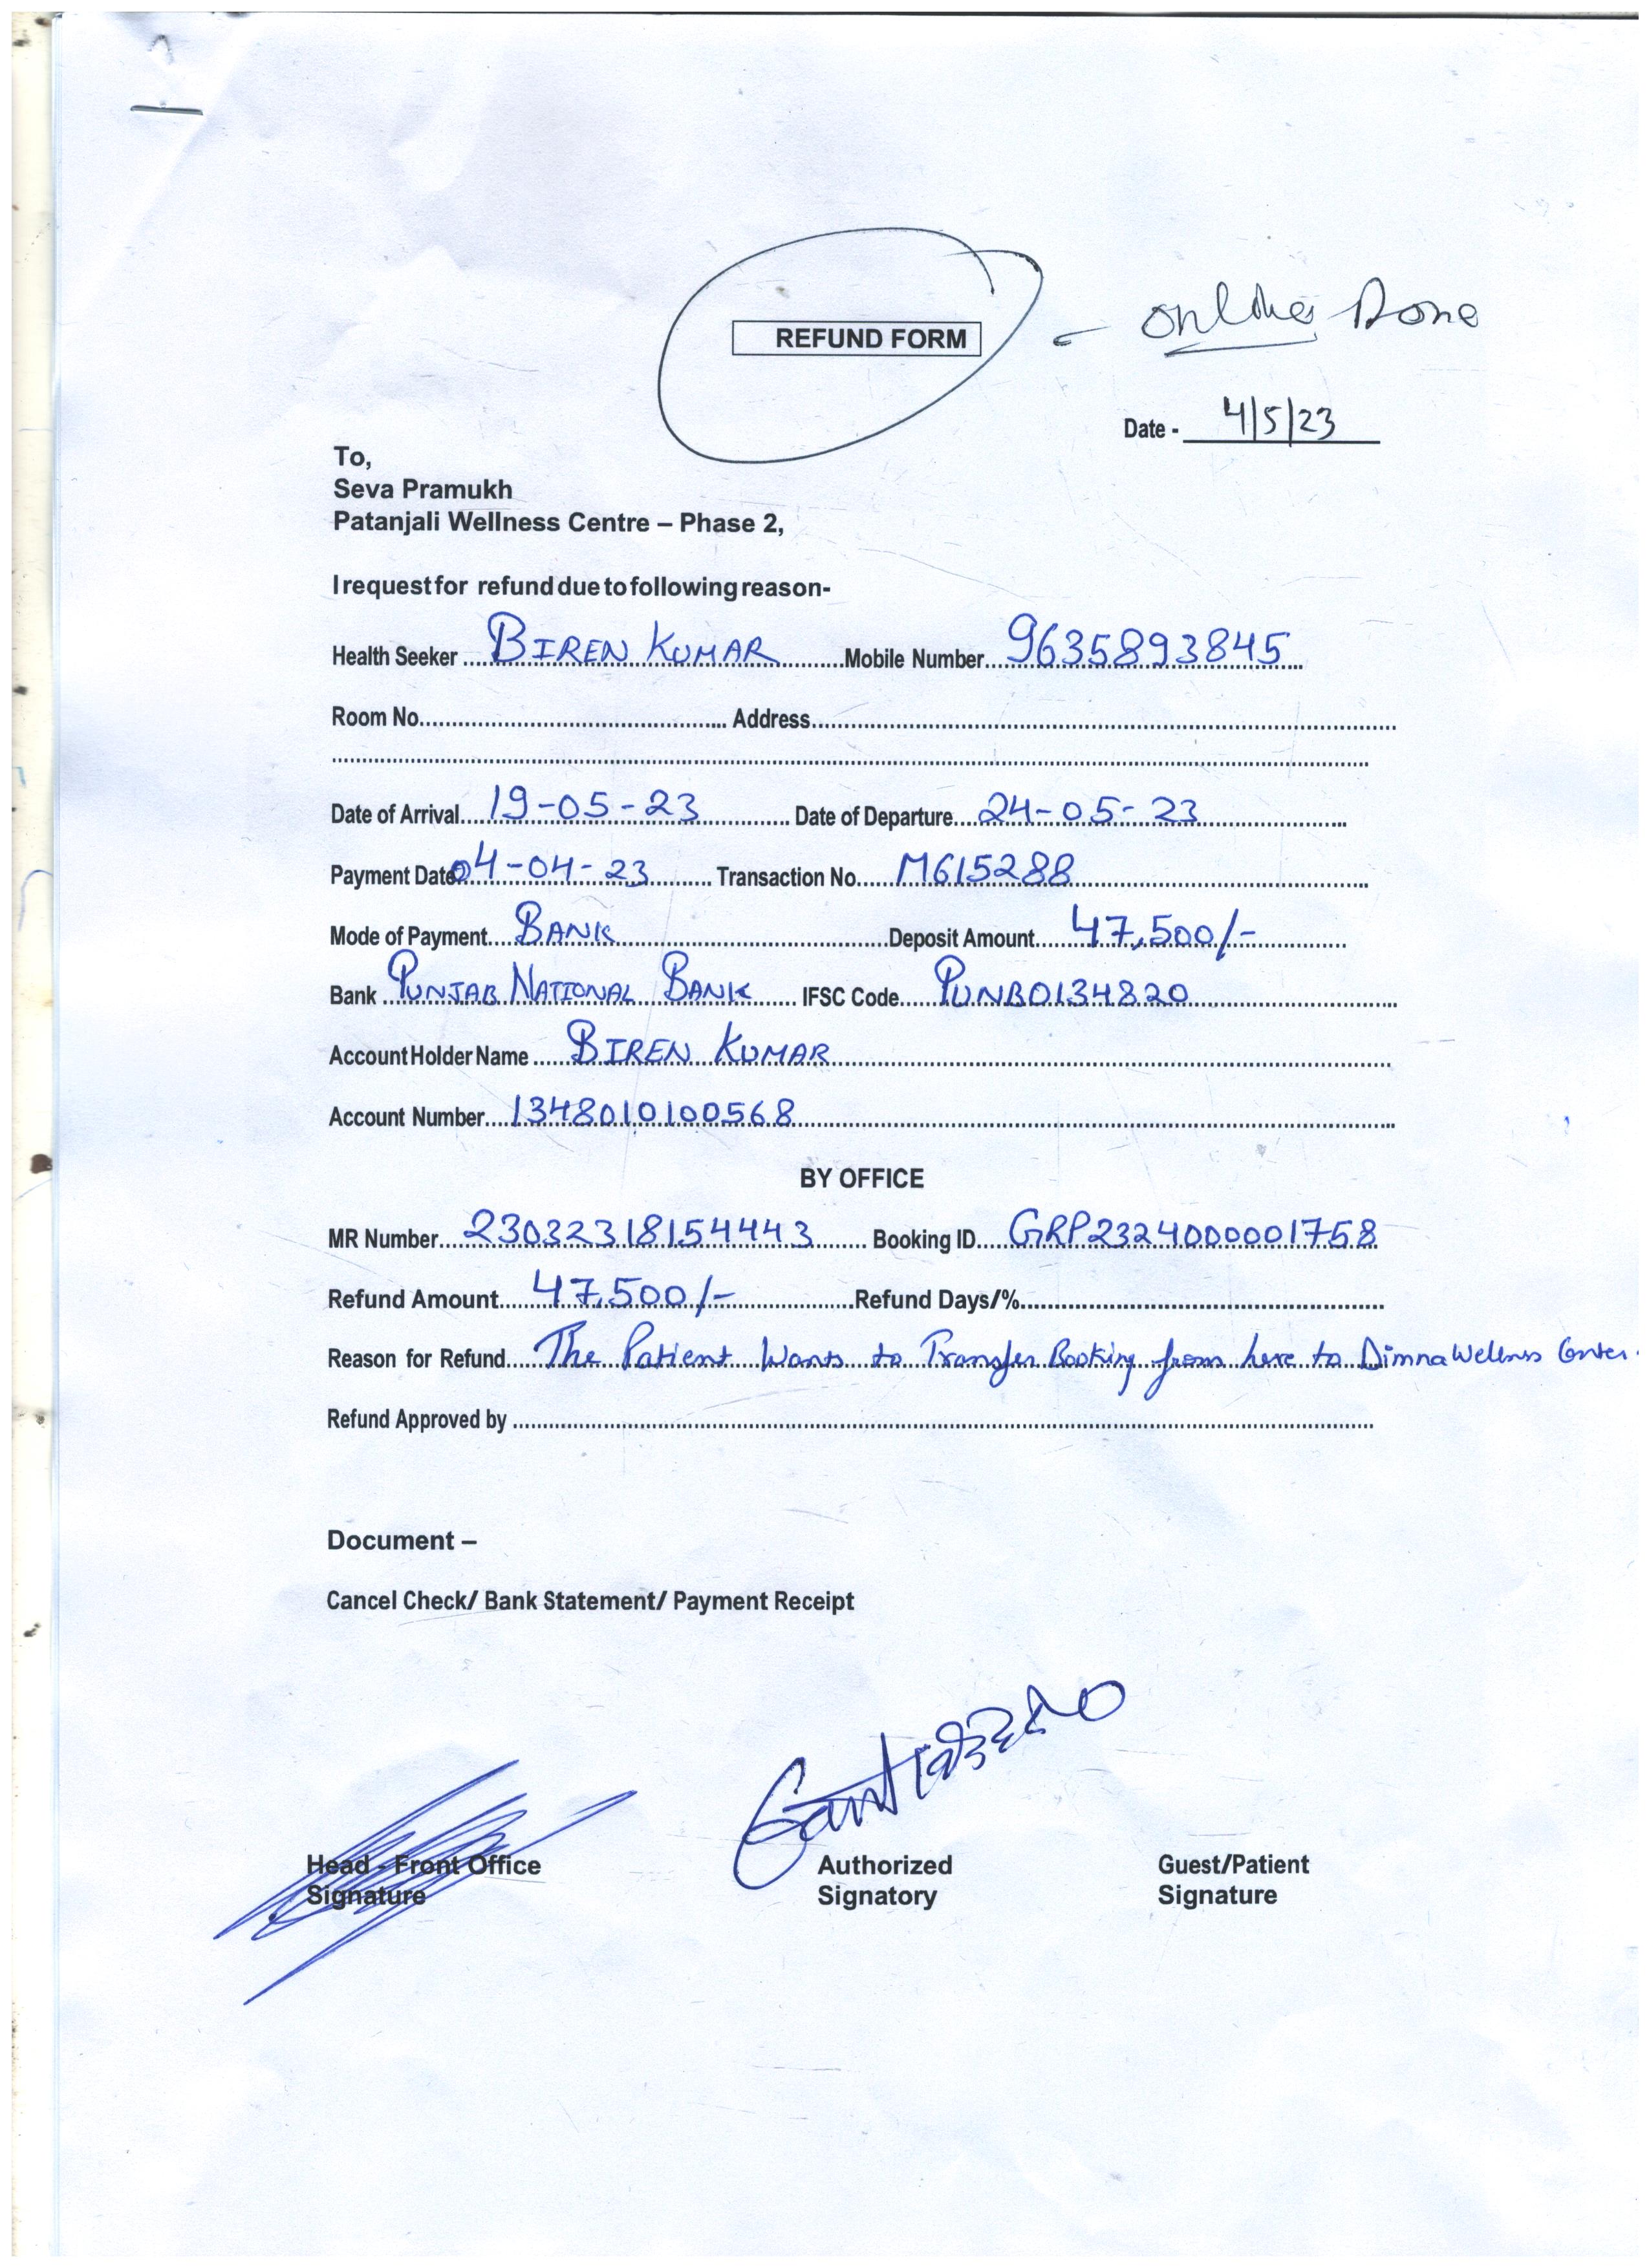 REFUND FORM - Online Done
Date - 4/5/23
To,
Seva Pramukh
Patanjali Wellness Centre – Phase 2,
I request for refund due to following reason-
Health Seeker ..... BIREN KUMAR ..... Mobile Number..... 9635893845
Room No............ Address............
Date of Arrival..... 19-05-23 ..... Date of Departure..... 24-05-23
Payment Date 04-04-23 ..... Transaction No..... M615288
Mode of Payment..... BANK ..... Deposit Amount..... 47,500/-
Bank ..... PUNJAB NATIONAL BANK ..... IFSC Code..... PUNB0134820
Account Holder Name ..... BIREN KUMAR
Account Number..... 1348010100568
BY OFFICE
MR Number..... 230322318154443 ..... Booking ID..... GRP23240000001758
Refund Amount..... 47,500/- ..... Refund Days/%.....
Reason for Refund..... The Patient Wants to Transfer Booking from here to Dimna Wellness Center.
Refund Approved by .....
Document –
Cancel Check/ Bank Statement/ Payment Receipt
Head - Front Office Authorized Guest/Patient
Signature Signatory Signature